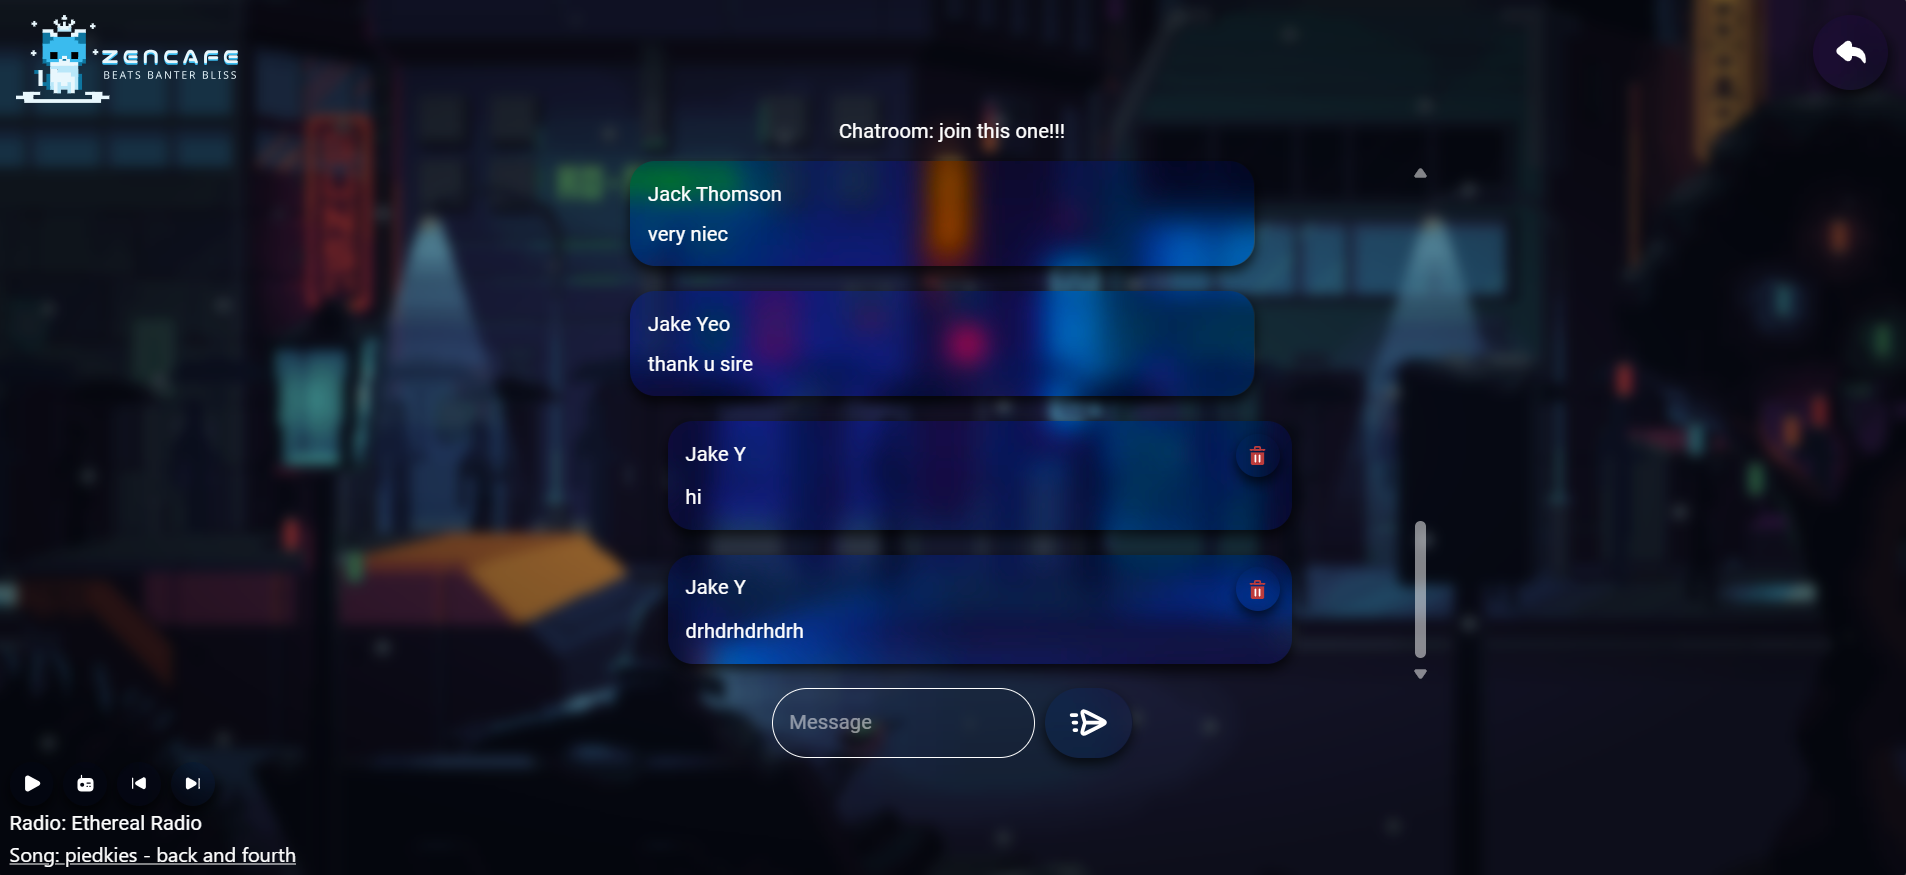 ZENCAFE
BEATS BANTER BLISS
Chatroom: join this one!!!
Jack Thomson
very niec
Jake Yeo
thank u sire
Jake Y
hi
Jake Y
drhdrhdrhdrh
Message
Radio: Ethereal Radio
Song: piedkies - back and fourth